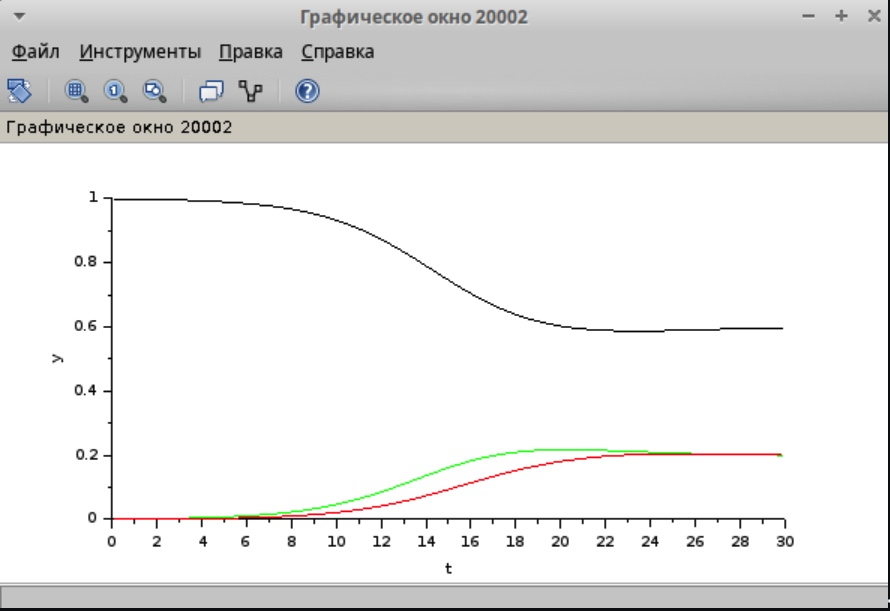 Графическое окно 20002
Файл Инструменты Правка Справка
Графическое окно 20002
1
0.8
0.6
0.4
0.2
0
y
0 2 4 6 8 10 12 14 16 18 20 22 24 26 28 30
t